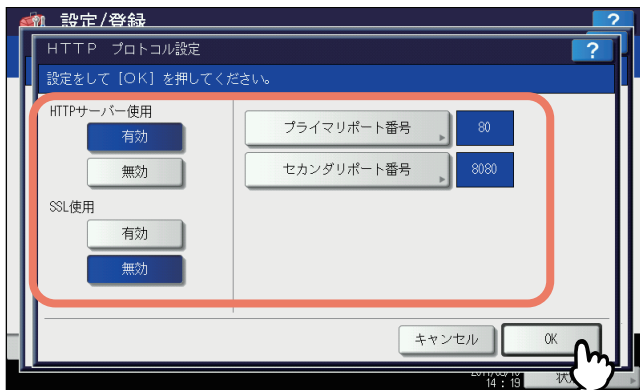 設定/登録
?
HTTP プロトコル設定
?
設定をして [OK] を押してください。
HTTPサーバー使用
有効
無効
SSL使用
有効
無効
プライマリポート番号
80
セカンダリポート番号
8080
キャンセル
OK
14 : 19